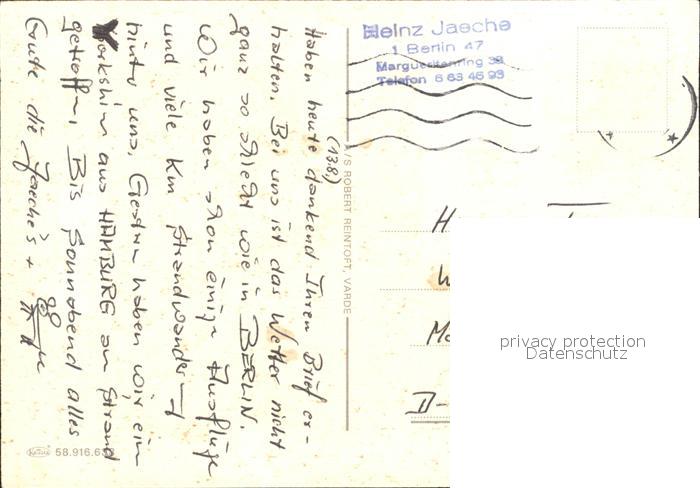 Heinz Jaeche
1 Berlin 47
Margueritenring 39
Telefon 6 63 46 93
(13.8.)
Haben heute dankend Ihren Brief er-
halten. Bei uns ist das Wetter nicht
ganz so schlecht wie in BERLIN.
Wir haben schon einige Ausflüge
und viele Km Strandwandern
hinter uns. Gestern haben wir ein
Yorkshire aus HAMBURG am Strand
getroffen. Bis Sonnabend alles
Gute die Jaeche's +
A/S ROBERT REINTOFT, VARDE
58.916.6
H
W
D-
privacy protection
Datenschutz